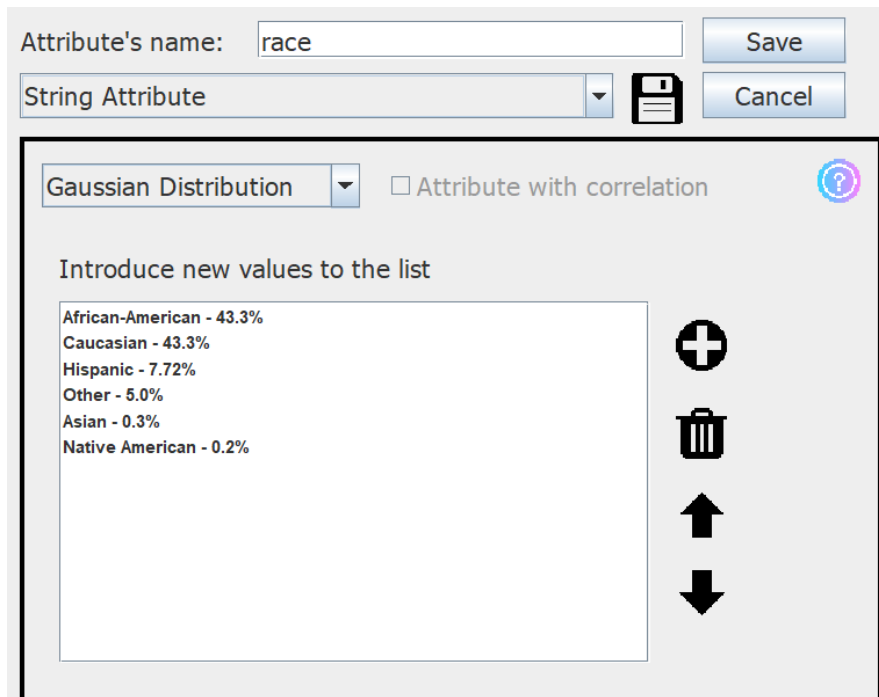 Attribute's name: race Save
String Attribute Cancel
Gaussian Distribution Attribute with correlation ?
Introduce new values to the list
African-American - 43.3%
Caucasian - 43.3%
Hispanic - 7.72%
Other - 5.0%
Asian - 0.3%
Native American - 0.2%